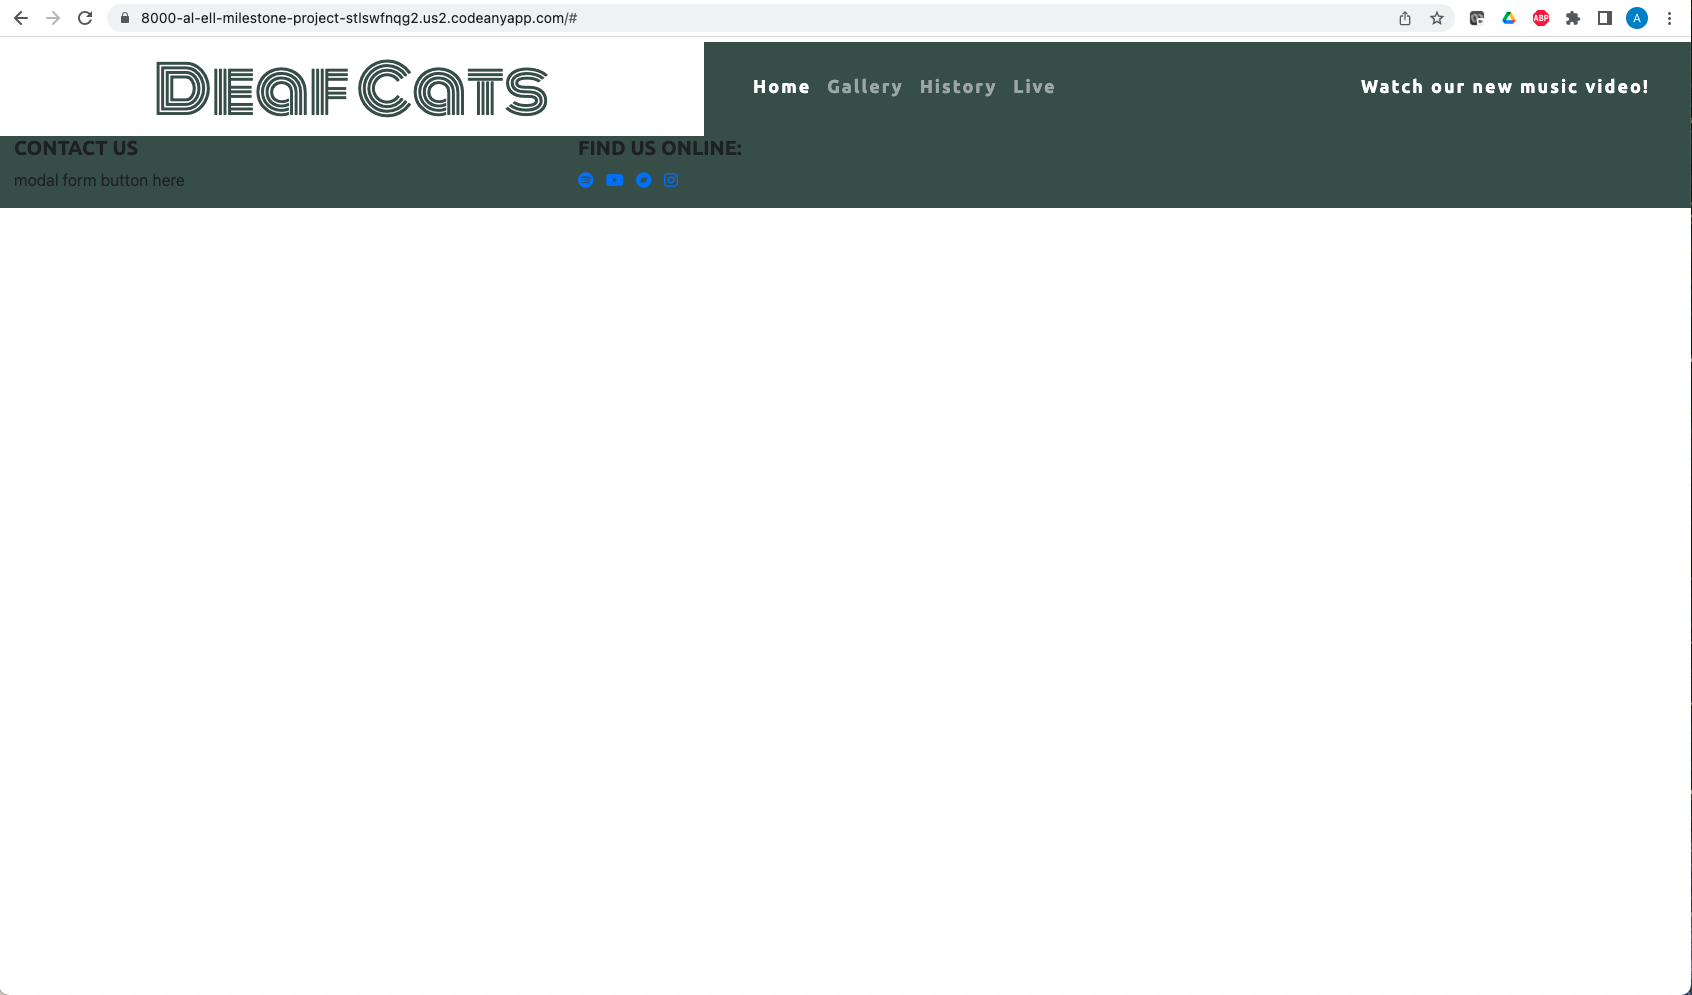 8000-al-ell-milestone-project-stlswfnqg2.us2.codeanyapp.com/#
ABP
A
Deaf Cats
Home Gallery History Live
Watch our new music video!
CONTACT US
modal form button here
FIND US ONLINE: